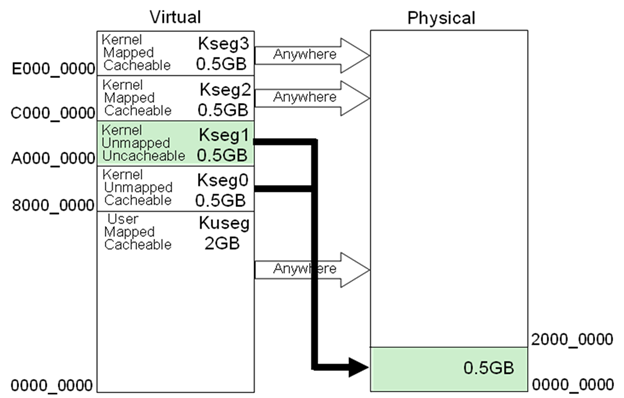 Virtual Physical
Kernel Kseg3
Mapped
Cacheable 0.5GB
Anywhere
E000_0000
Kernel Kseg2
Mapped
Cacheable 0.5GB
Anywhere
C000_0000
Kernel Kseg1
Unmapped
Uncacheable 0.5GB
A000_0000
Kernel Kseg0
Unmapped
Cacheable 0.5GB
8000_0000
User Kuseg
Mapped
Cacheable 2GB
Anywhere
2000_0000
0.5GB
0000_0000 0000_0000